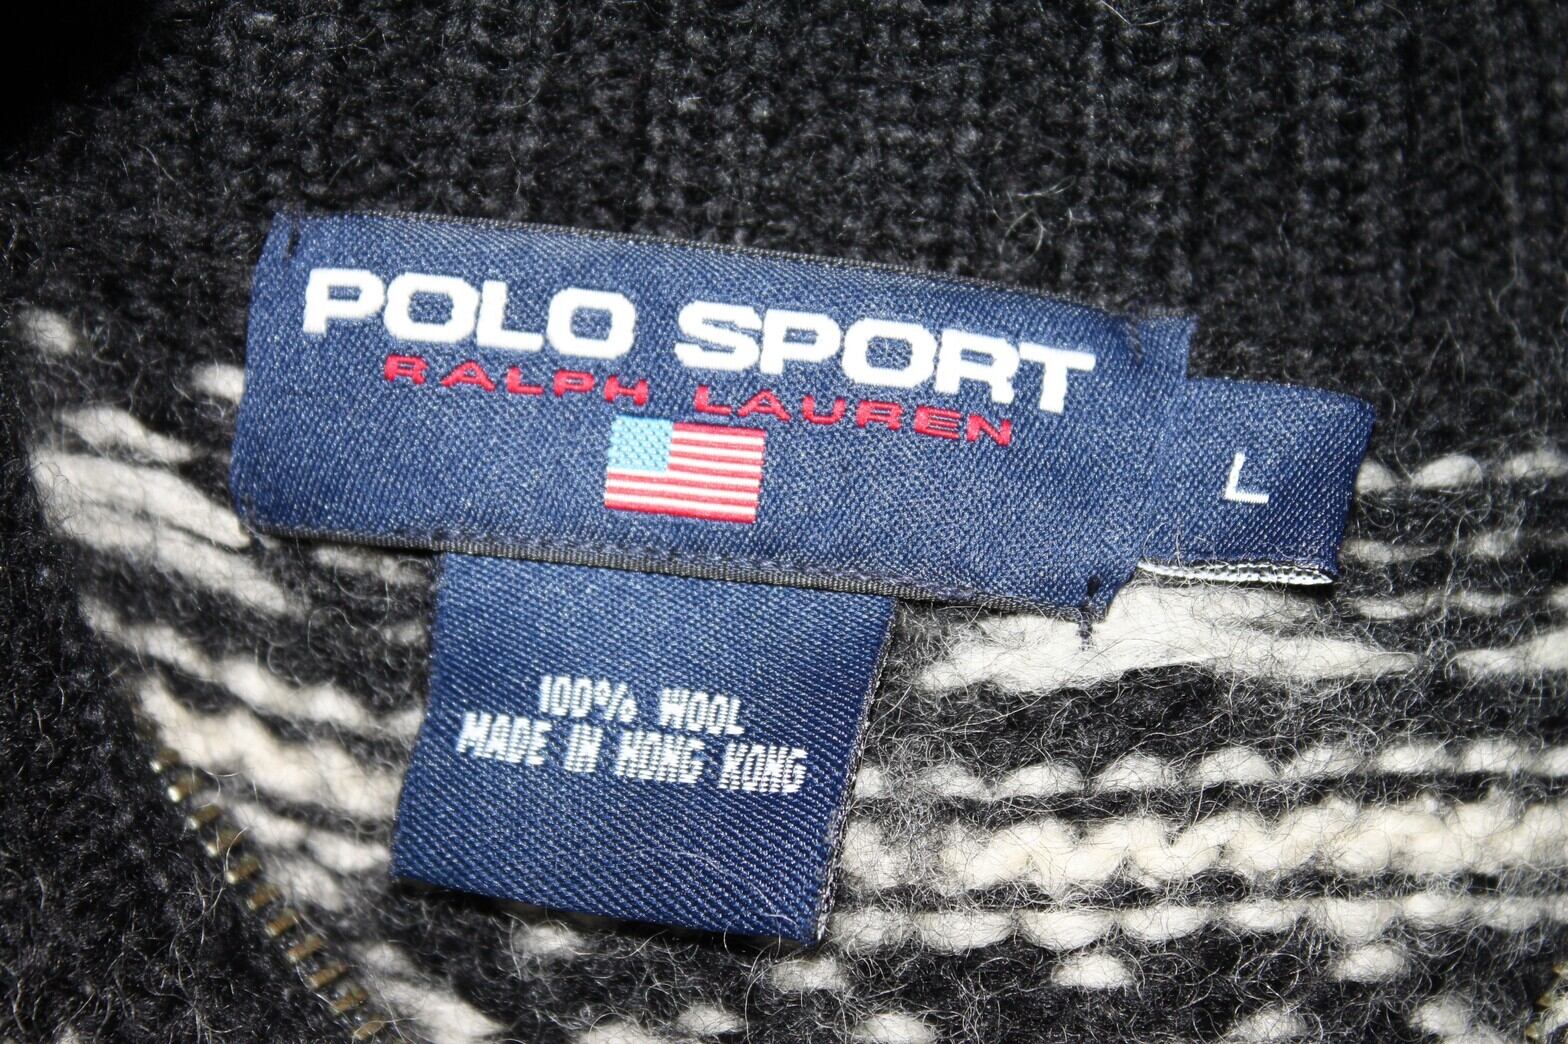 POLO SPORT
RALPH LAUREN
L
100% WOOL
MADE IN HONG KONG